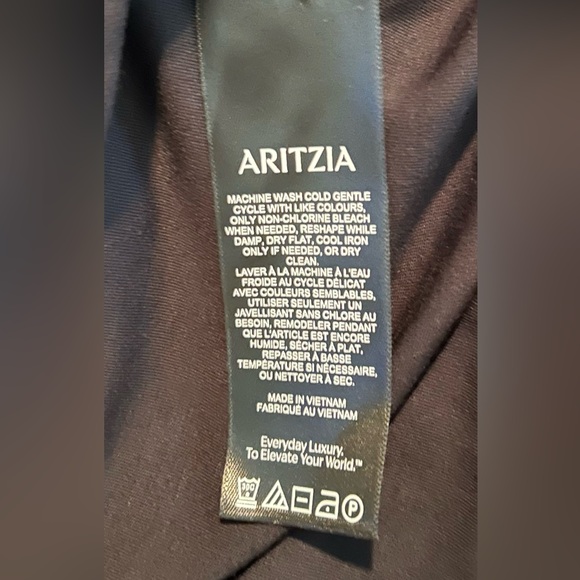 ARITZIA
MACHINE WASH COLD GENTLE
CYCLE WITH LIKE COLOURS,
ONLY NON-CHLORINE BLEACH
WHEN NEEDED, RESHAPE WHILE
DAMP, DRY FLAT, COOL IRON
ONLY IF NEEDED, OR DRY
CLEAN.
LAVER À LA MACHINE À L'EAU
FROIDE AU CYCLE DÉLICAT
AVEC COULEURS SEMBLABLES,
UTILISER SEULEMENT UN
JAVELLISANT SANS CHLORE AU
BESOIN, REMODELER PENDANT
QUE L'ARTICLE EST ENCORE
HUMIDE, SÉCHER À PLAT,
REPASSER À BASSE
TEMPÉRATURE SI NÉCESSAIRE,
OU NETTOYER À SEC.
MADE IN VIETNAM
FABRIQUÉ AU VIETNAM
Everyday Luxury.
To Elevate Your World.™
30C P